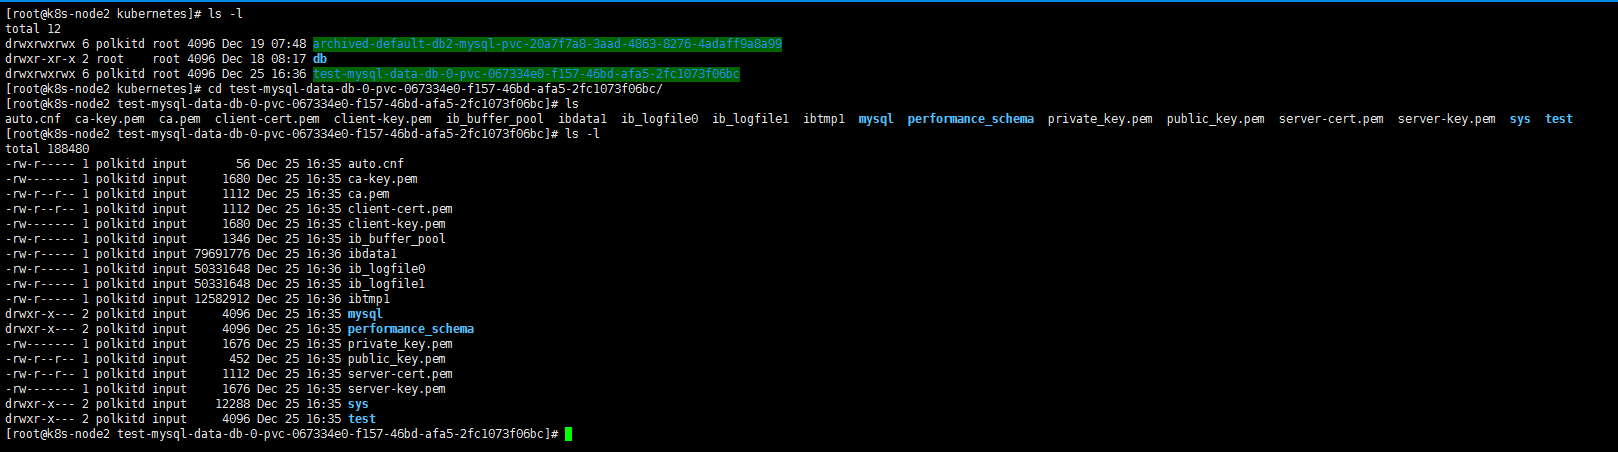 [root@k8s-node2 kubernetes]# ls -l
total 12
drwxrwxrwx 6 polkitd root 4096 Dec 19 07:48 archived-default-db2-mysql-pvc-20a7f7a8-3aad-4863-8276-4adaff9a8a99
drwxr-xr-x 2 root    root 4096 Dec 18 08:17 db
drwxrwxrwx 6 polkitd root 4096 Dec 25 16:36 test-mysql-data-db-0-pvc-067334e0-f157-46bd-afa5-2fc1073f06bc
[root@k8s-node2 kubernetes]# cd test-mysql-data-db-0-pvc-067334e0-f157-46bd-afa5-2fc1073f06bc/
[root@k8s-node2 test-mysql-data-db-0-pvc-067334e0-f157-46bd-afa5-2fc1073f06bc]# ls
auto.cnf  ca-key.pem  ca.pem  client-cert.pem  client-key.pem  ib_buffer_pool  ibdata1  ib_logfile0  ib_logfile1  ibtmp1  mysql  performance_schema  private_key.pem  public_key.pem  server-cert.pem  server-key.pem  sys  test
[root@k8s-node2 test-mysql-data-db-0-pvc-067334e0-f157-46bd-afa5-2fc1073f06bc]# ls -l
total 188480
-rw-r----- 1 polkitd input       56 Dec 25 16:35 auto.cnf
-rw------- 1 polkitd input     1680 Dec 25 16:35 ca-key.pem
-rw-r--r-- 1 polkitd input     1112 Dec 25 16:35 ca.pem
-rw-r--r-- 1 polkitd input     1112 Dec 25 16:35 client-cert.pem
-rw------- 1 polkitd input     1680 Dec 25 16:35 client-key.pem
-rw-r----- 1 polkitd input     1346 Dec 25 16:35 ib_buffer_pool
-rw-r----- 1 polkitd input 79691776 Dec 25 16:36 ibdata1
-rw-r----- 1 polkitd input 50331648 Dec 25 16:36 ib_logfile0
-rw-r----- 1 polkitd input 50331648 Dec 25 16:35 ib_logfile1
-rw-r----- 1 polkitd input 12582912 Dec 25 16:36 ibtmp1
drwxr-x--- 2 polkitd input     4096 Dec 25 16:35 mysql
drwxr-x--- 2 polkitd input     4096 Dec 25 16:35 performance_schema
-rw------- 1 polkitd input     1676 Dec 25 16:35 private_key.pem
-rw-r--r-- 1 polkitd input      452 Dec 25 16:35 public_key.pem
-rw-r--r-- 1 polkitd input     1112 Dec 25 16:35 server-cert.pem
-rw------- 1 polkitd input     1676 Dec 25 16:35 server-key.pem
drwxr-x--- 2 polkitd input    12288 Dec 25 16:35 sys
drwxr-x--- 2 polkitd input     4096 Dec 25 16:35 test
[root@k8s-node2 test-mysql-data-db-0-pvc-067334e0-f157-46bd-afa5-2fc1073f06bc]#